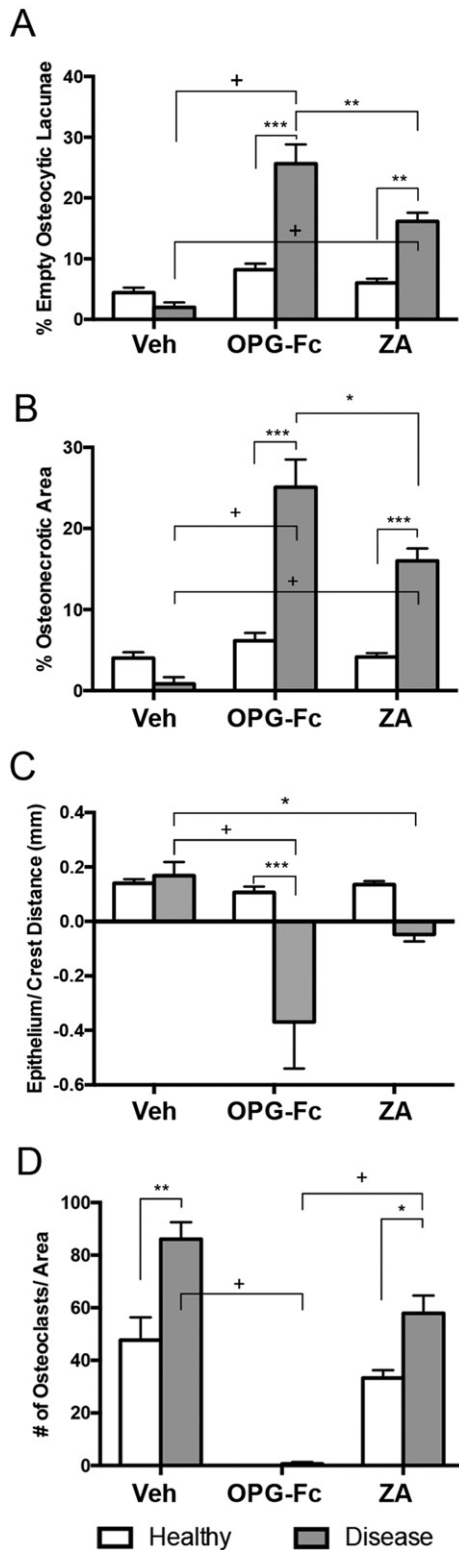 A
% Empty Osteocytic Lacunae
40
30
20
10
0
+
**
***
**
+
Veh OPG-Fc ZA
B
% Osteonecrotic Area
30
20
10
0
*
***
+
***
+
Veh OPG-Fc ZA
C
Epithelium/ Crest Distance (mm)
0.4
0.2
0.0
-0.2
-0.4
-0.6
*
+
***
Veh OPG-Fc ZA
D
# of Osteoclasts/ Area
100
80
60
40
20
0
**
+
+
*
Veh OPG-Fc ZA
Healthy Disease